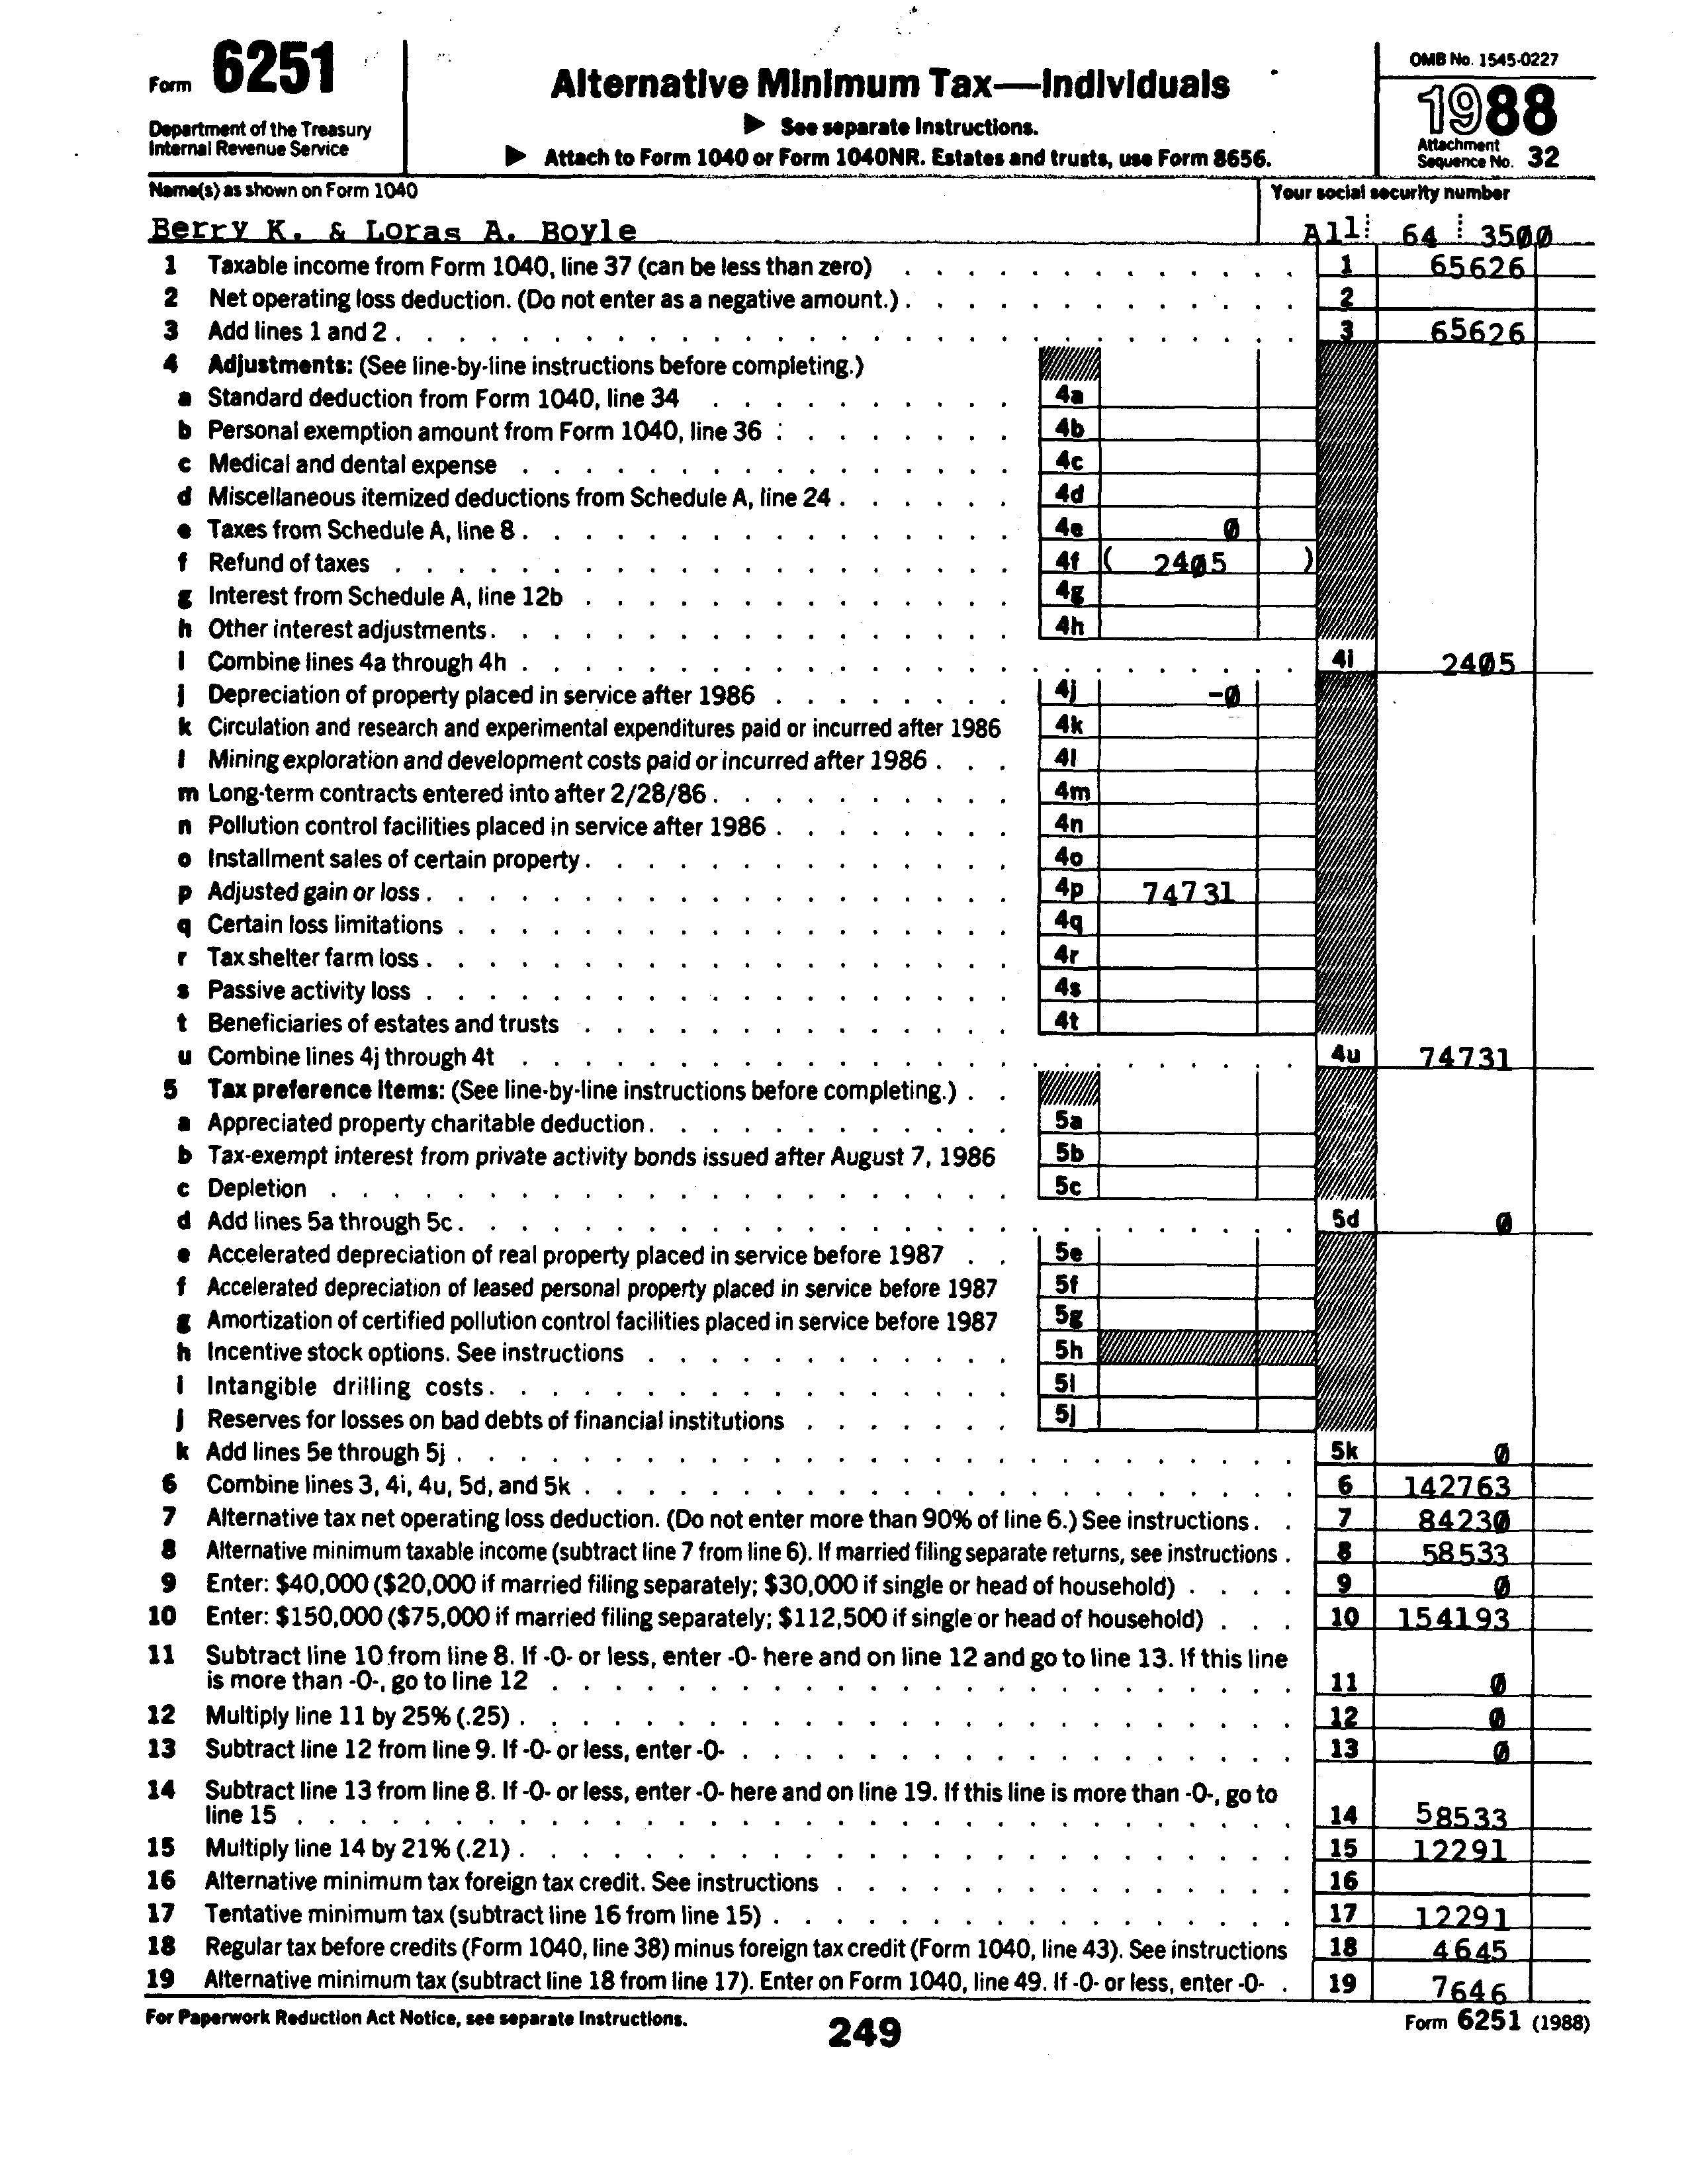 Form 6251
Department of the Treasury
Internal Revenue Service
Alternative Minimum Tax—Individuals
▶ See separate Instructions.
▶ Attach to Form 1040 or Form 1040NR. Estates and trusts, use Form 8656.
OMB No. 1545-0227
1988
Attachment
Sequence No. 32
Name(s) as shown on Form 1040
Your social security number
Berry K. & Loras A. Boyle All 64 3500
1 Taxable income from Form 1040, line 37 (can be less than zero) 1 65626
2 Net operating loss deduction. (Do not enter as a negative amount.) 2
3 Add lines 1 and 2 3 65626
4 Adjustments: (See line-by-line instructions before completing.)
a Standard deduction from Form 1040, line 34 4a
b Personal exemption amount from Form 1040, line 36 4b
c Medical and dental expense 4c
d Miscellaneous itemized deductions from Schedule A, line 24 4d
e Taxes from Schedule A, line 8 4e 0
f Refund of taxes 4f ( 2405 )
g Interest from Schedule A, line 12b 4g
h Other interest adjustments 4h
i Combine lines 4a through 4h 4i 2405
j Depreciation of property placed in service after 1986 4j -0
k Circulation and research and experimental expenditures paid or incurred after 1986 4k
l Mining exploration and development costs paid or incurred after 1986 4l
m Long-term contracts entered into after 2/28/86 4m
n Pollution control facilities placed in service after 1986 4n
o Installment sales of certain property 4o
p Adjusted gain or loss 4p 74731
q Certain loss limitations 4q
r Tax shelter farm loss 4r
s Passive activity loss 4s
t Beneficiaries of estates and trusts 4t
u Combine lines 4j through 4t 4u 74731
5 Tax preference items: (See line-by-line instructions before completing.)
a Appreciated property charitable deduction 5a
b Tax-exempt interest from private activity bonds issued after August 7, 1986 5b
c Depletion 5c
d Add lines 5a through 5c 5d 0
e Accelerated depreciation of real property placed in service before 1987 5e
f Accelerated depreciation of leased personal property placed in service before 1987 5f
g Amortization of certified pollution control facilities placed in service before 1987 5g
h Incentive stock options. See instructions 5h
i Intangible drilling costs 5i
j Reserves for losses on bad debts of financial institutions 5j
k Add lines 5e through 5j 5k 0
6 Combine lines 3, 4i, 4u, 5d, and 5k 6 142763
7 Alternative tax net operating loss deduction. (Do not enter more than 90% of line 6.) See instructions 7 84230
8 Alternative minimum taxable income (subtract line 7 from line 6). If married filing separate returns, see instructions 8 58533
9 Enter: $40,000 ($20,000 if married filing separately; $30,000 if single or head of household) 9 0
10 Enter: $150,000 ($75,000 if married filing separately; $112,500 if single or head of household) 10 154193
11 Subtract line 10 from line 8. If -0- or less, enter -0- here and on line 12 and go to line 13. If this line
is more than -0-, go to line 12 11 0
12 Multiply line 11 by 25% (.25) 12 0
13 Subtract line 12 from line 9. If -0- or less, enter -0- 13 0
14 Subtract line 13 from line 8. If -0- or less, enter -0- here and on line 19. If this line is more than -0-, go to
line 15 14 58533
15 Multiply line 14 by 21% (.21) 15 12291
16 Alternative minimum tax foreign tax credit. See instructions 16
17 Tentative minimum tax (subtract line 16 from line 15) 17 12291
18 Regular tax before credits (Form 1040, line 38) minus foreign tax credit (Form 1040, line 43). See instructions 18 4645
19 Alternative minimum tax (subtract line 18 from line 17). Enter on Form 1040, line 49. If -0- or less, enter -0- 19 7646
For Paperwork Reduction Act Notice, see separate Instructions.
249
Form 6251 (1988)